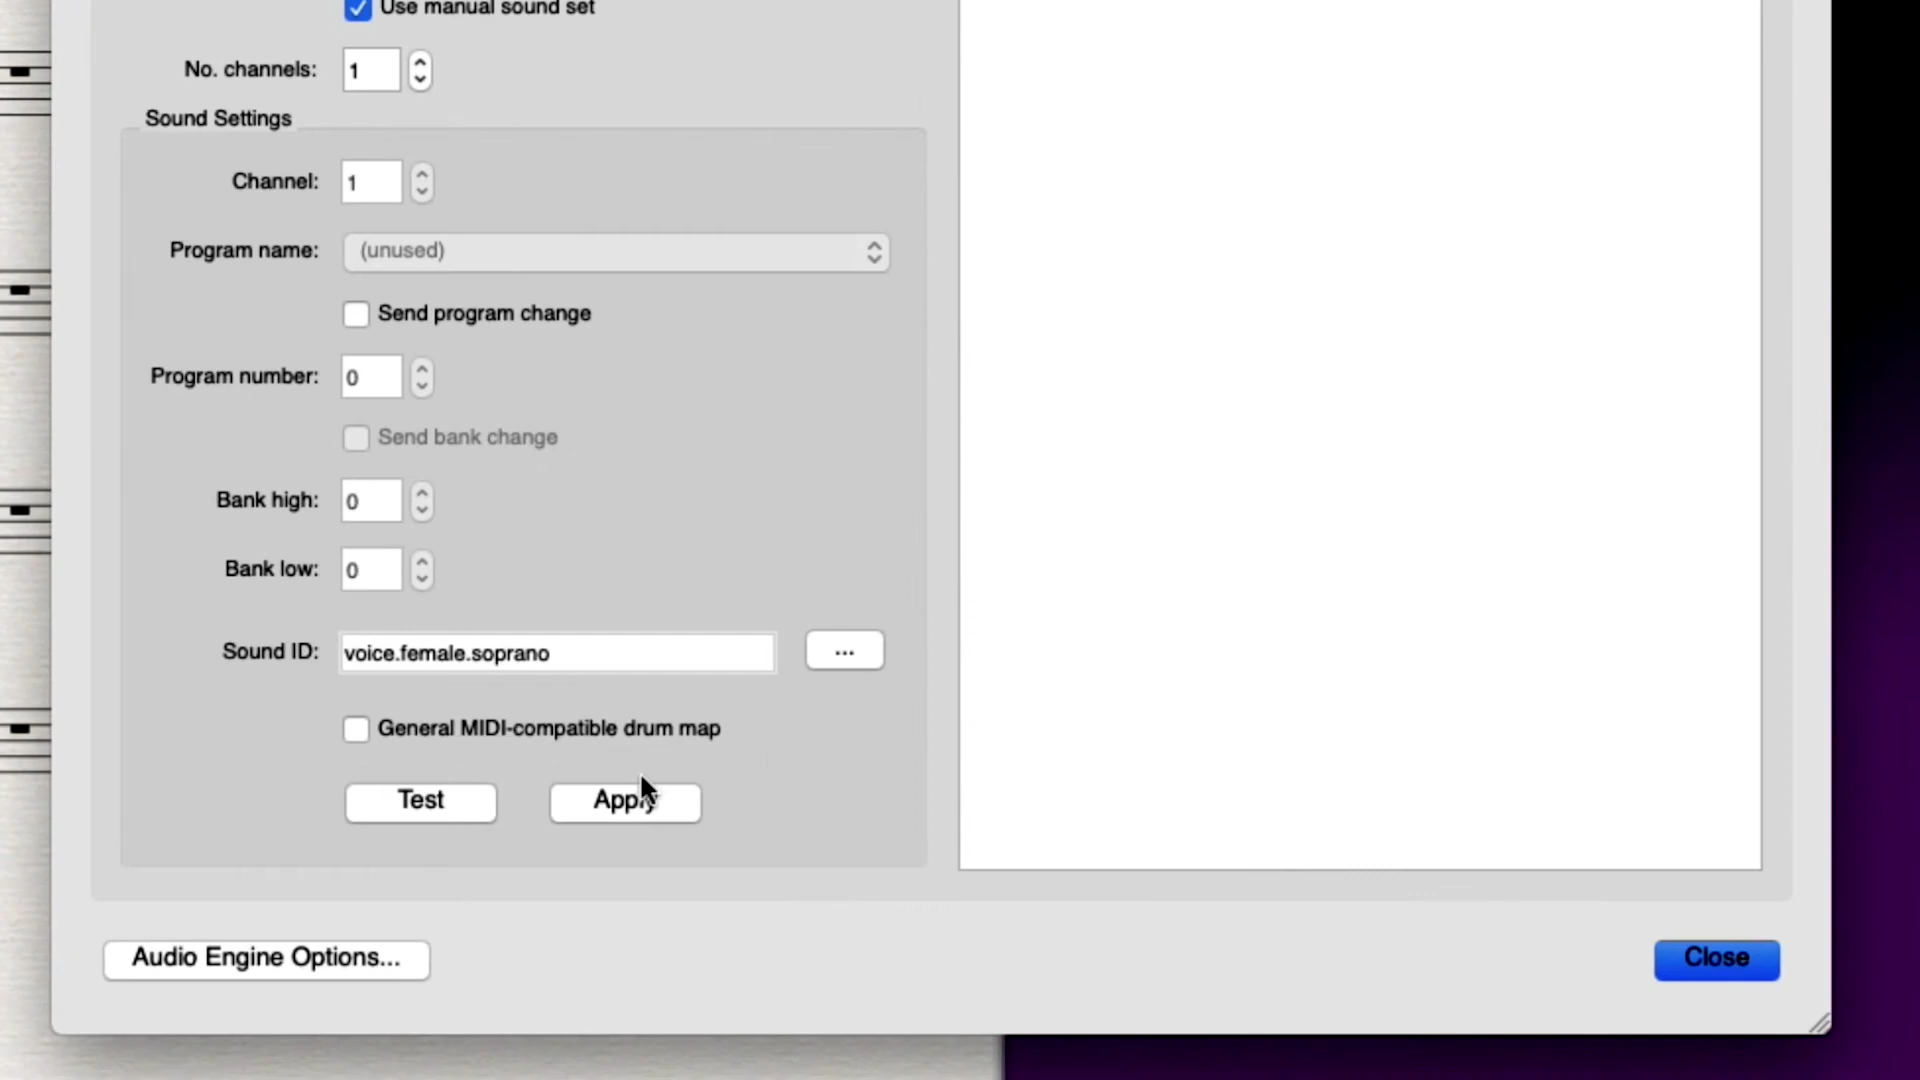 Use manual sound set
No. channels: 1
Sound Settings
Channel: 1
Program name: (unused)
Send program change
Program number: 0
Send bank change
Bank high: 0
Bank low: 0
Sound ID: voice.female.soprano ...
General MIDI-compatible drum map
Test Apply
Audio Engine Options... Close